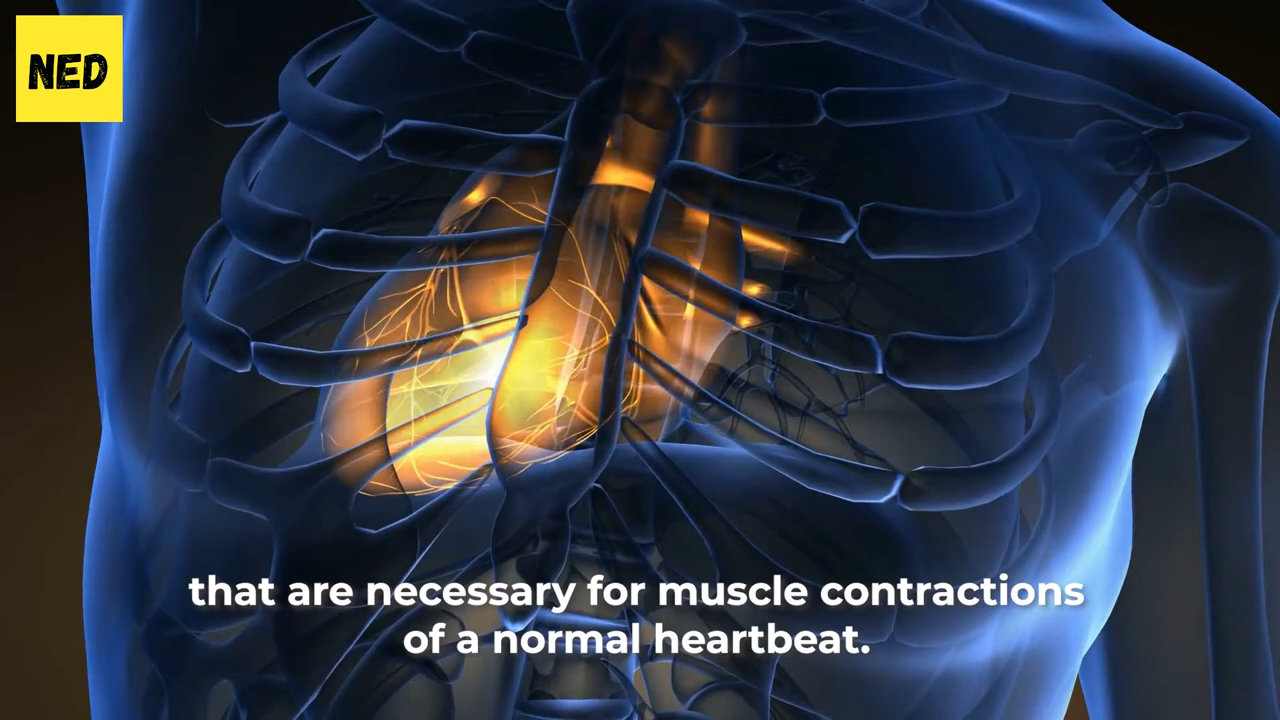 NED
that are necessary for muscle contractions
of a normal heartbeat.